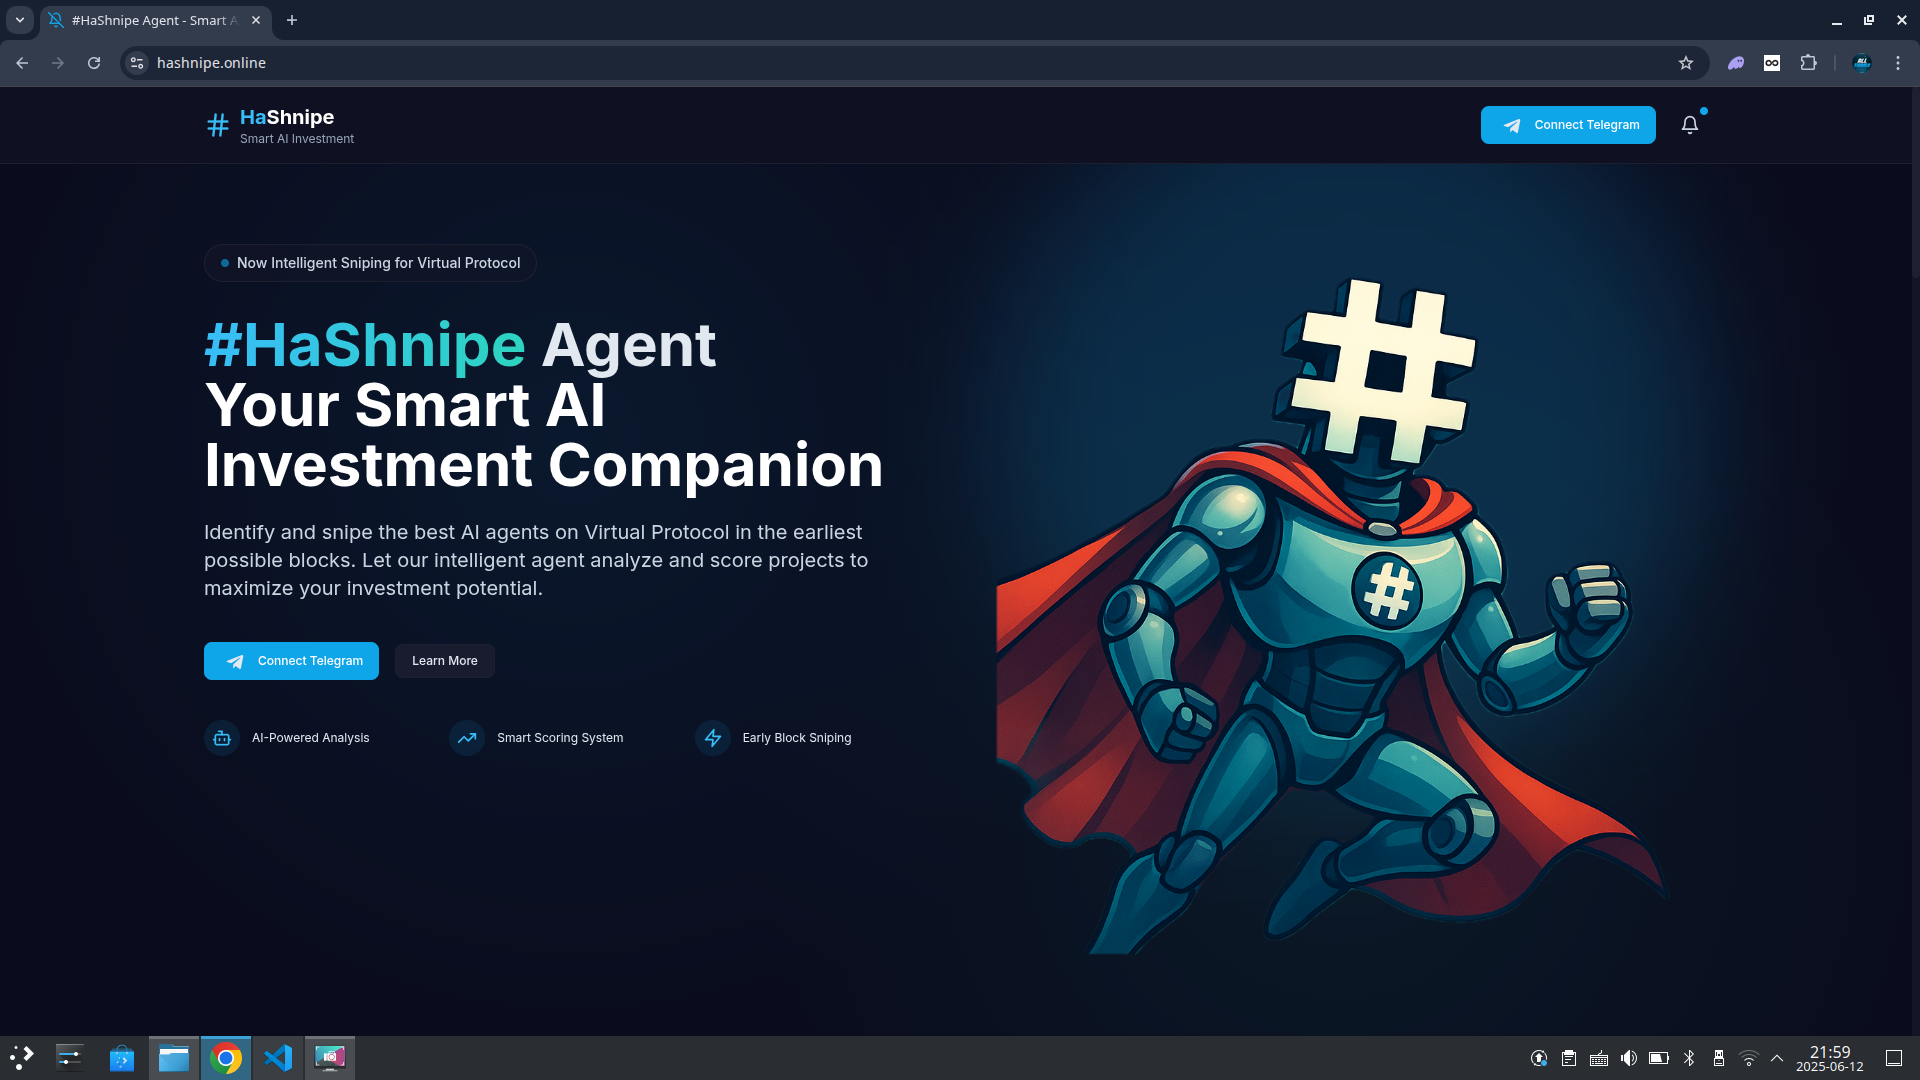 #HaShnipe Agent - Smart A
hashnipe.online
HaShnipe
Smart AI Investment
Connect Telegram
Now Intelligent Sniping for Virtual Protocol
#HaShnipe Agent
Your Smart AI
Investment Companion
Identify and snipe the best AI agents on Virtual Protocol in the earliest
possible blocks. Let our intelligent agent analyze and score projects to
maximize your investment potential.
Connect Telegram
Learn More
AI-Powered Analysis
Smart Scoring System
Early Block Sniping
#
#
21:59
2025-06-12